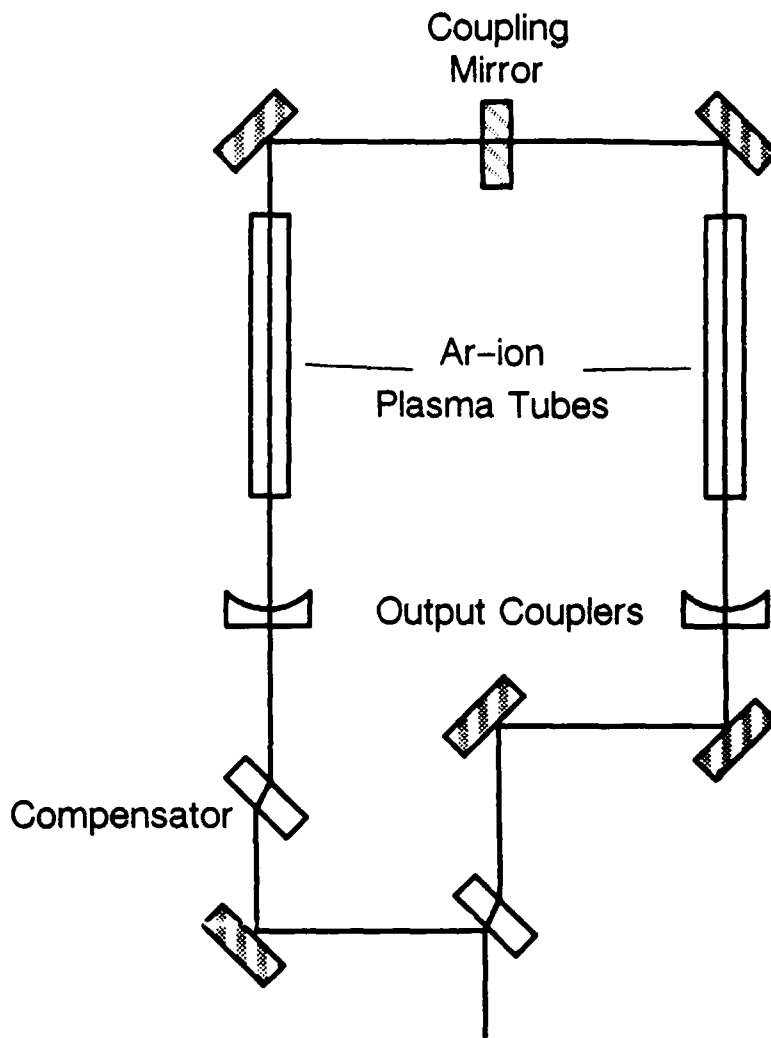 Coupling
Mirror
Ar-ion
Plasma Tubes
Output Couplers
Compensator